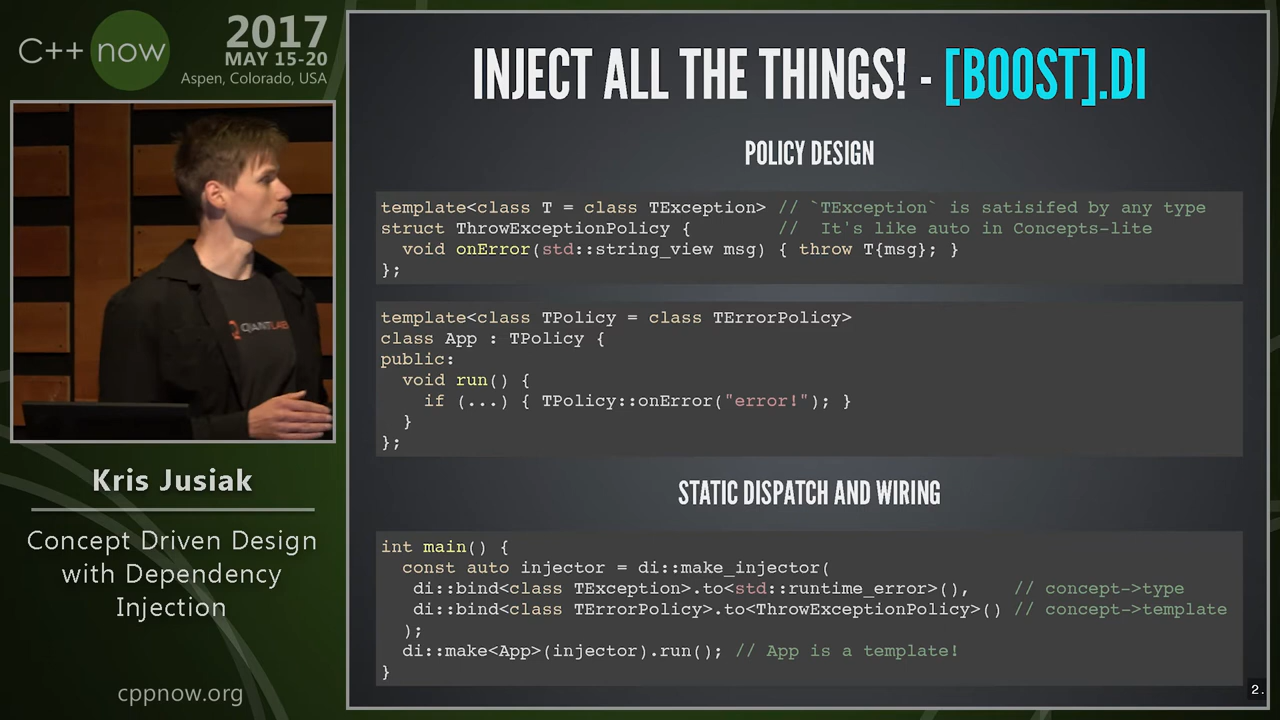 C++ now
2017
MAY 15-20
Aspen, Colorado, USA
Kris Jusiak
Concept Driven Design
with Dependency
Injection
cppnow.org
INJECT ALL THE THINGS! - [BOOST].DI
POLICY DESIGN
template<class T = class TException> // `TException` is satisifed by any type
struct ThrowExceptionPolicy {        //  It's like auto in Concepts-lite
  void onError(std::string_view msg) { throw T{msg}; }
};
template<class TPolicy = class TErrorPolicy>
class App : TPolicy {
public:
  void run() {
    if (...) { TPolicy::onError("error!"); }
  }
};
STATIC DISPATCH AND WIRING
int main() {
  const auto injector = di::make_injector(
   di::bind<class TException>.to<std::runtime_error>(),    // concept->type
   di::bind<class TErrorPolicy>.to<ThrowExceptionPolicy>() // concept->template
  );
  di::make<App>(injector).run(); // App is a template!
}
2.